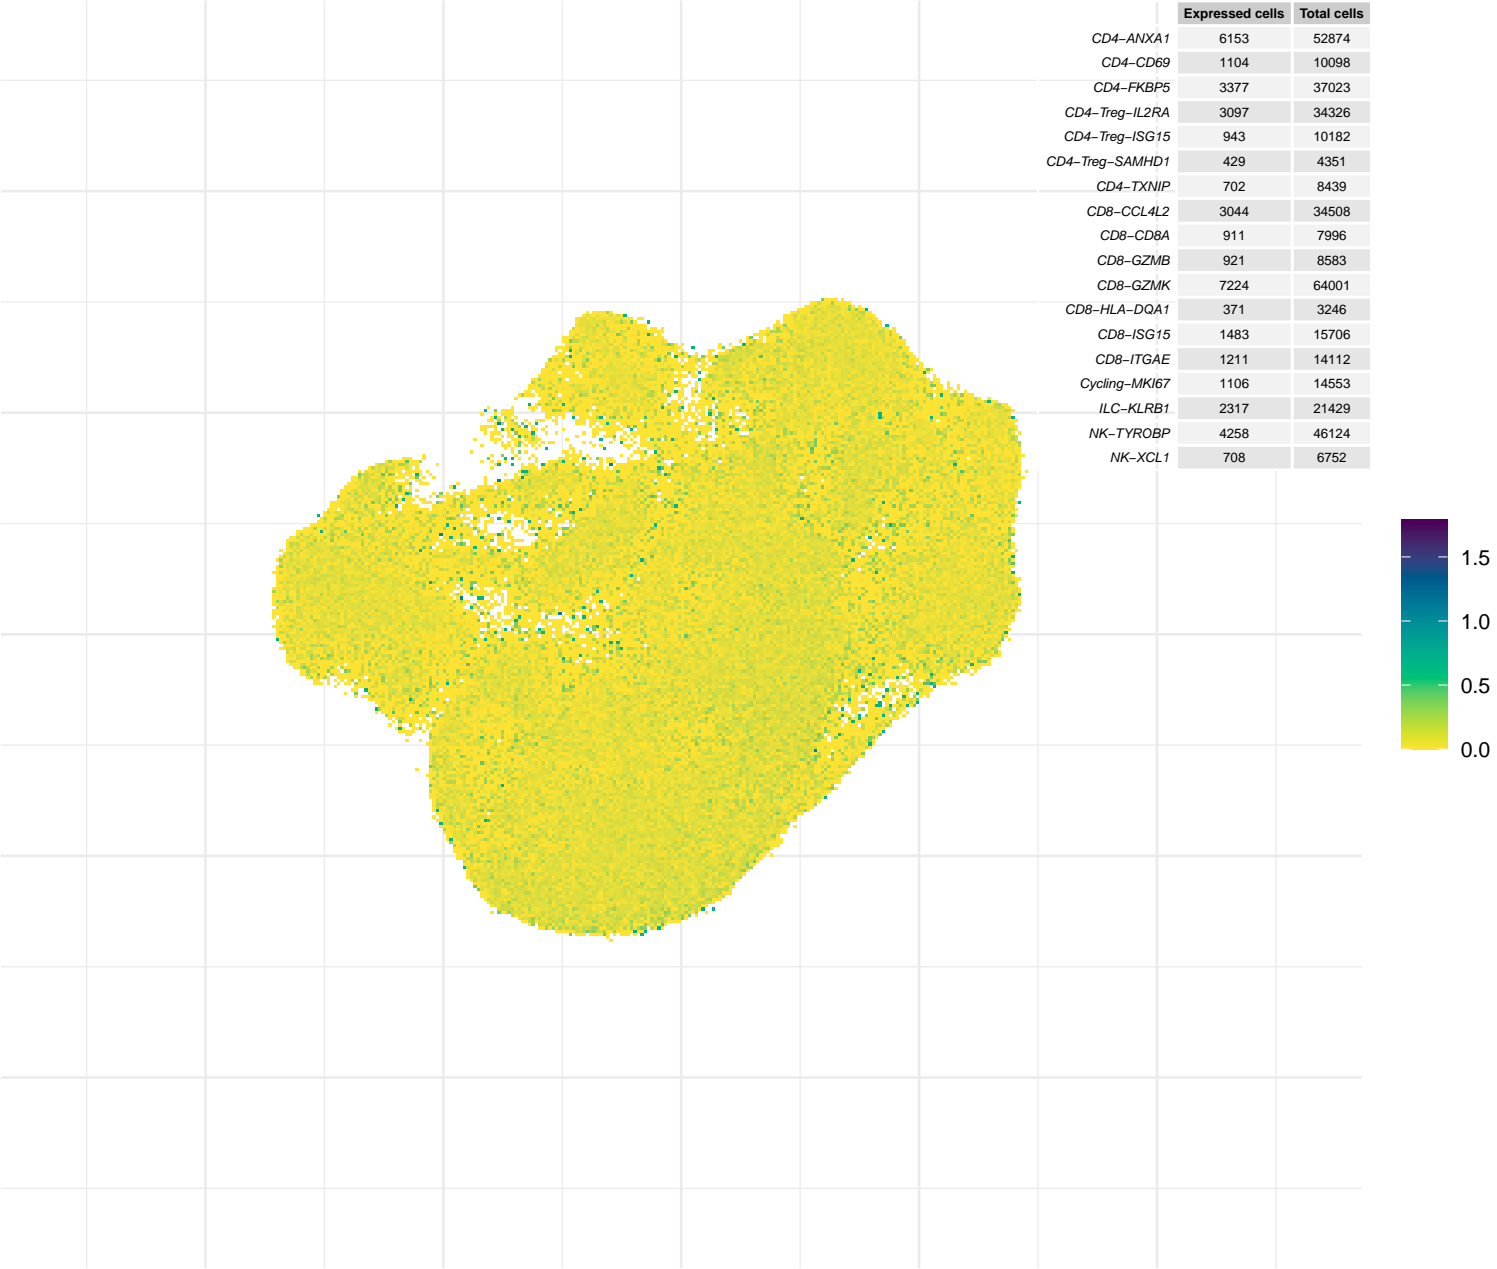 Expressed cells Total cells
CD4−ANXA1 6153 52874
CD4−CD69 1104 10098
CD4−FKBP5 3377 37023
CD4−Treg−IL2RA 3097 34326
CD4−Treg−ISG15 943 10182
CD4−Treg−SAMHD1 429 4351
CD4−TXNIP 702 8439
CD8−CCL4L2 3044 34508
CD8−CD8A 911 7996
CD8−GZMB 921 8583
CD8−GZMK 7224 64001
CD8−HLA−DQA1 371 3246
CD8−ISG15 1483 15706
CD8−ITGAE 1211 14112
Cycling−MKI67 1106 14553
ILC−KLRB1 2317 21429
NK−TYROBP 4258 46124
NK−XCL1 708 6752
1.5
1.0
0.5
0.0